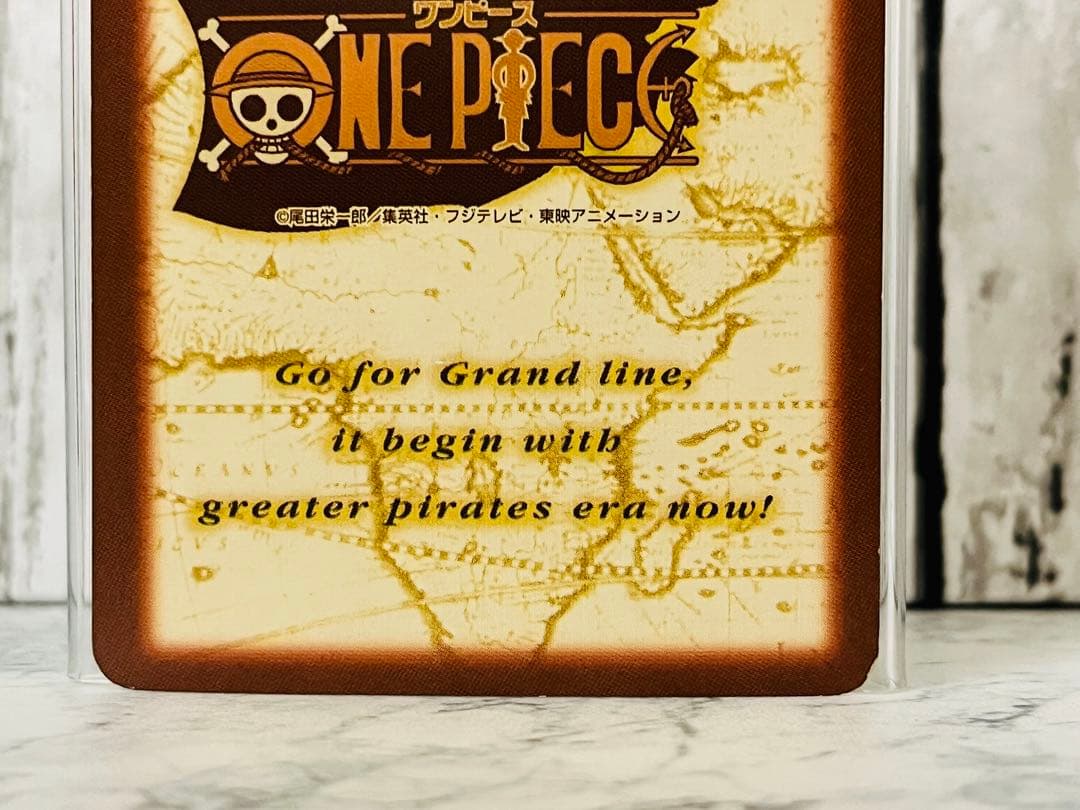 ワンピース
ONE PIECE
©尾田栄一郎／集英社・フジテレビ・東映アニメーション
Go for Grand line,
it begin with
greater pirates era now!